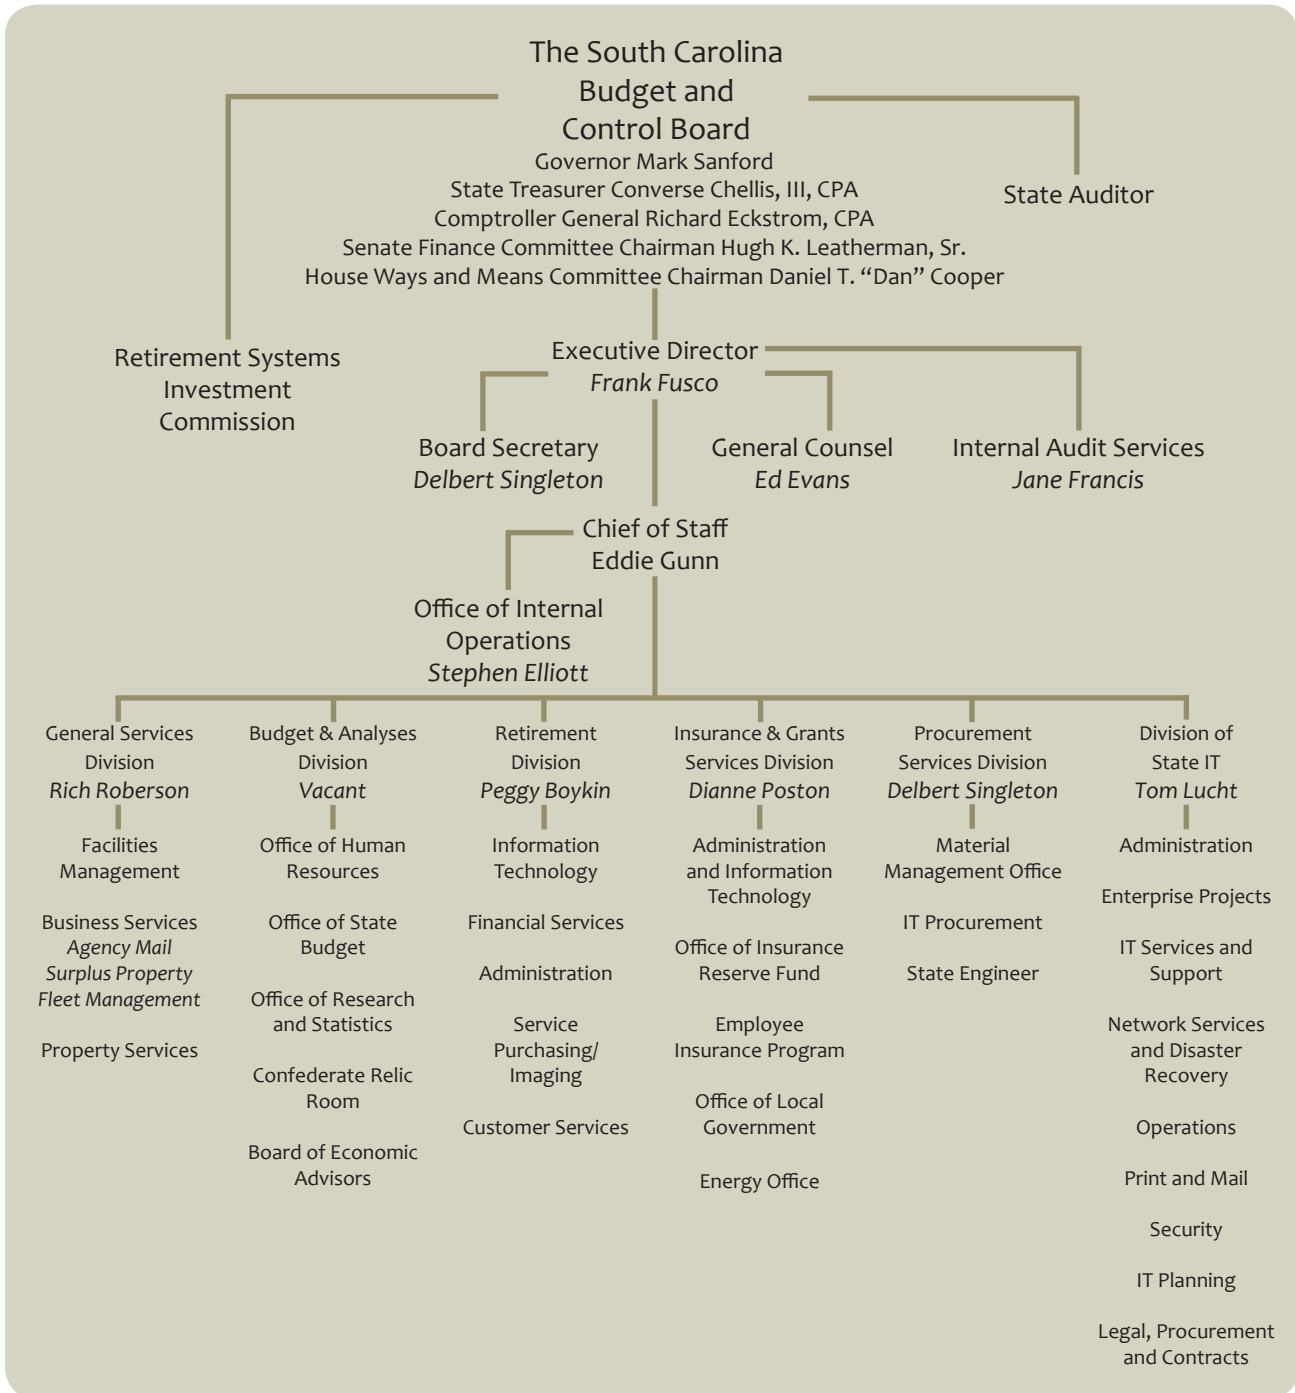 The South Carolina
Budget and
Control Board
Governor Mark Sanford
State Treasurer Converse Chellis, III, CPA
Comptroller General Richard Eckstrom, CPA
Senate Finance Committee Chairman Hugh K. Leatherman, Sr.
House Ways and Means Committee Chairman Daniel T. “Dan” Cooper
State Auditor
Retirement Systems
Investment
Commission
Executive Director
Frank Fusco
Board Secretary
Delbert Singleton
General Counsel
Ed Evans
Internal Audit Services
Jane Francis
Chief of Staff
Eddie Gunn
Office of Internal
Operations
Stephen Elliott
General Services
Division
Rich Roberson
Facilities
Management
Business Services
Agency Mail
Surplus Property
Fleet Management
Property Services
Budget & Analyses
Division
Vacant
Office of Human
Resources
Office of State
Budget
Office of Research
and Statistics
Confederate Relic
Room
Board of Economic
Advisors
Retirement
Division
Peggy Boykin
Information
Technology
Financial Services
Administration
Service
Purchasing/
Imaging
Customer Services
Insurance & Grants
Services Division
Dianne Poston
Administration
and Information
Technology
Office of Insurance
Reserve Fund
Employee
Insurance Program
Office of Local
Government
Energy Office
Procurement
Services Division
Delbert Singleton
Material
Management Office
IT Procurement
State Engineer
Division of
State IT
Tom Lucht
Administration
Enterprise Projects
IT Services and
Support
Network Services
and Disaster
Recovery
Operations
Print and Mail
Security
IT Planning
Legal, Procurement
and Contracts